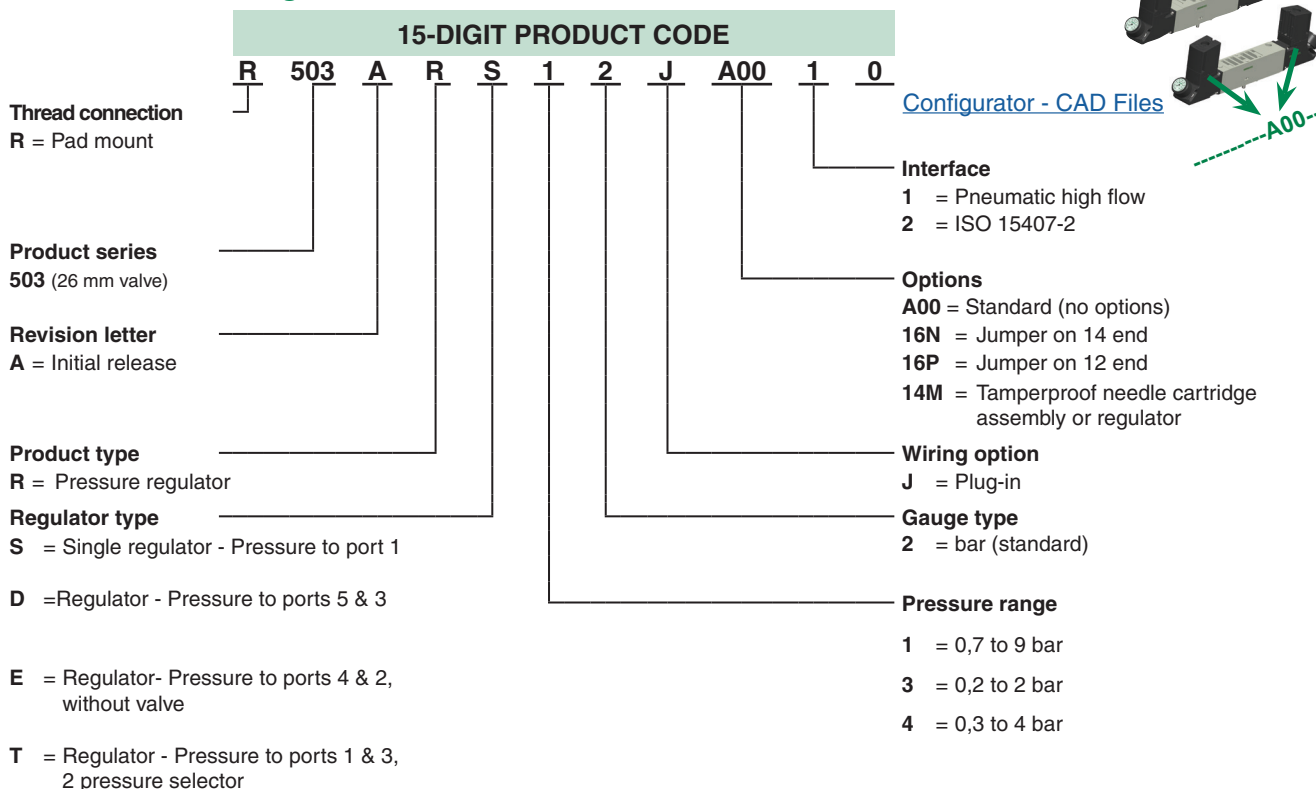 15-DIGIT PRODUCT CODE
R 503 A R S 1 2 J A00 1 0
Thread connection
R = Pad mount
Product series
503 (26 mm valve)
Revision letter
A = Initial release
Product type
R = Pressure regulator
Regulator type
S = Single regulator - Pressure to port 1
D =Regulator - Pressure to ports 5 & 3
E = Regulator- Pressure to ports 4 & 2,
without valve
T = Regulator - Pressure to ports 1 & 3,
2 pressure selector
Configurator - CAD Files
A00
Interface
1 = Pneumatic high flow
2 = ISO 15407-2
Options
A00 = Standard (no options)
16N = Jumper on 14 end
16P = Jumper on 12 end
14M = Tamperproof needle cartridge
assembly or regulator
Wiring option
J = Plug-in
Gauge type
2 = bar (standard)
Pressure range
1 = 0,7 to 9 bar
3 = 0,2 to 2 bar
4 = 0,3 to 4 bar